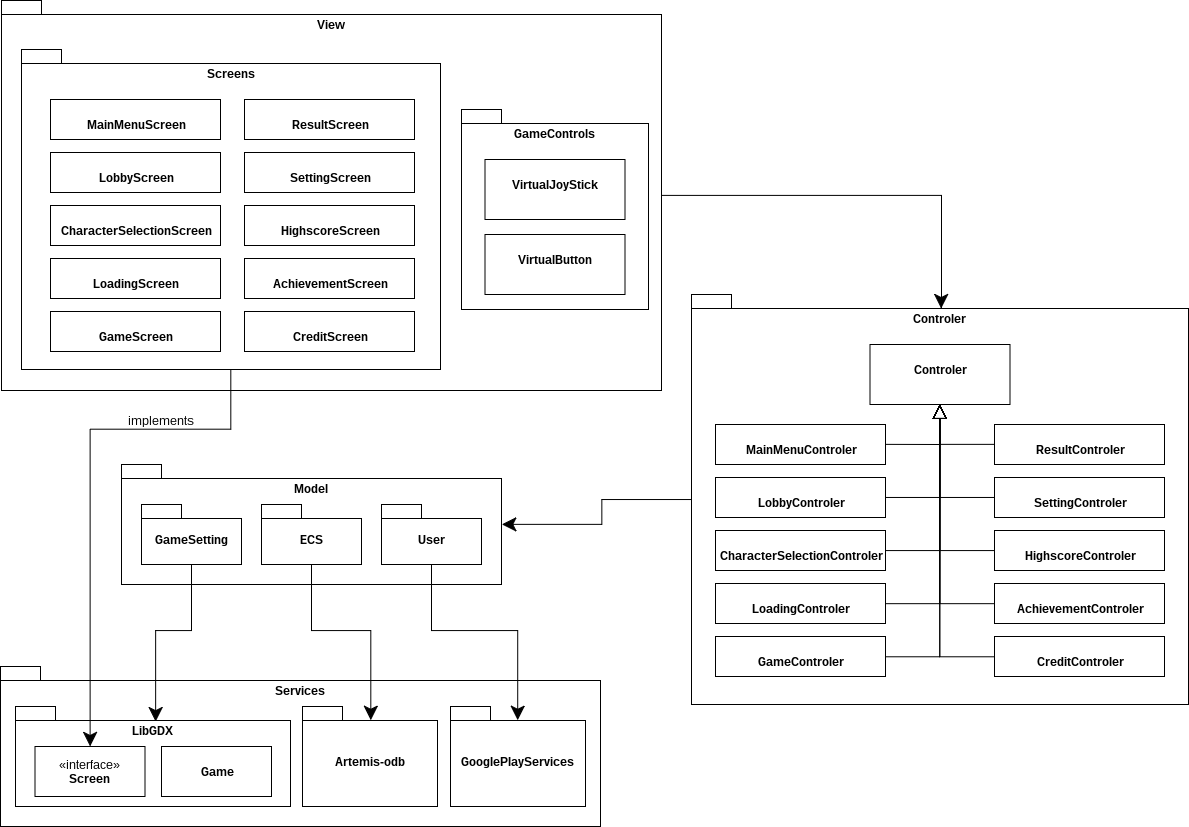 View
Screens
MainMenuScreen
ResultScreen
LobbyScreen
SettingScreen
CharacterSelectionScreen
HighscoreScreen
LoadingScreen
AchievementScreen
GameScreen
CreditScreen
GameControls
VirtualJoyStick
VirtualButton
Controler
Controler
MainMenuControler
ResultControler
LobbyControler
SettingControler
CharacterSelectionControler
HighscoreControler
LoadingControler
AchievementControler
GameControler
CreditControler
implements
Model
GameSetting
ECS
User
Services
LibGDX
«interface»
Screen
Game
Artemis-odb
GooglePlayServices